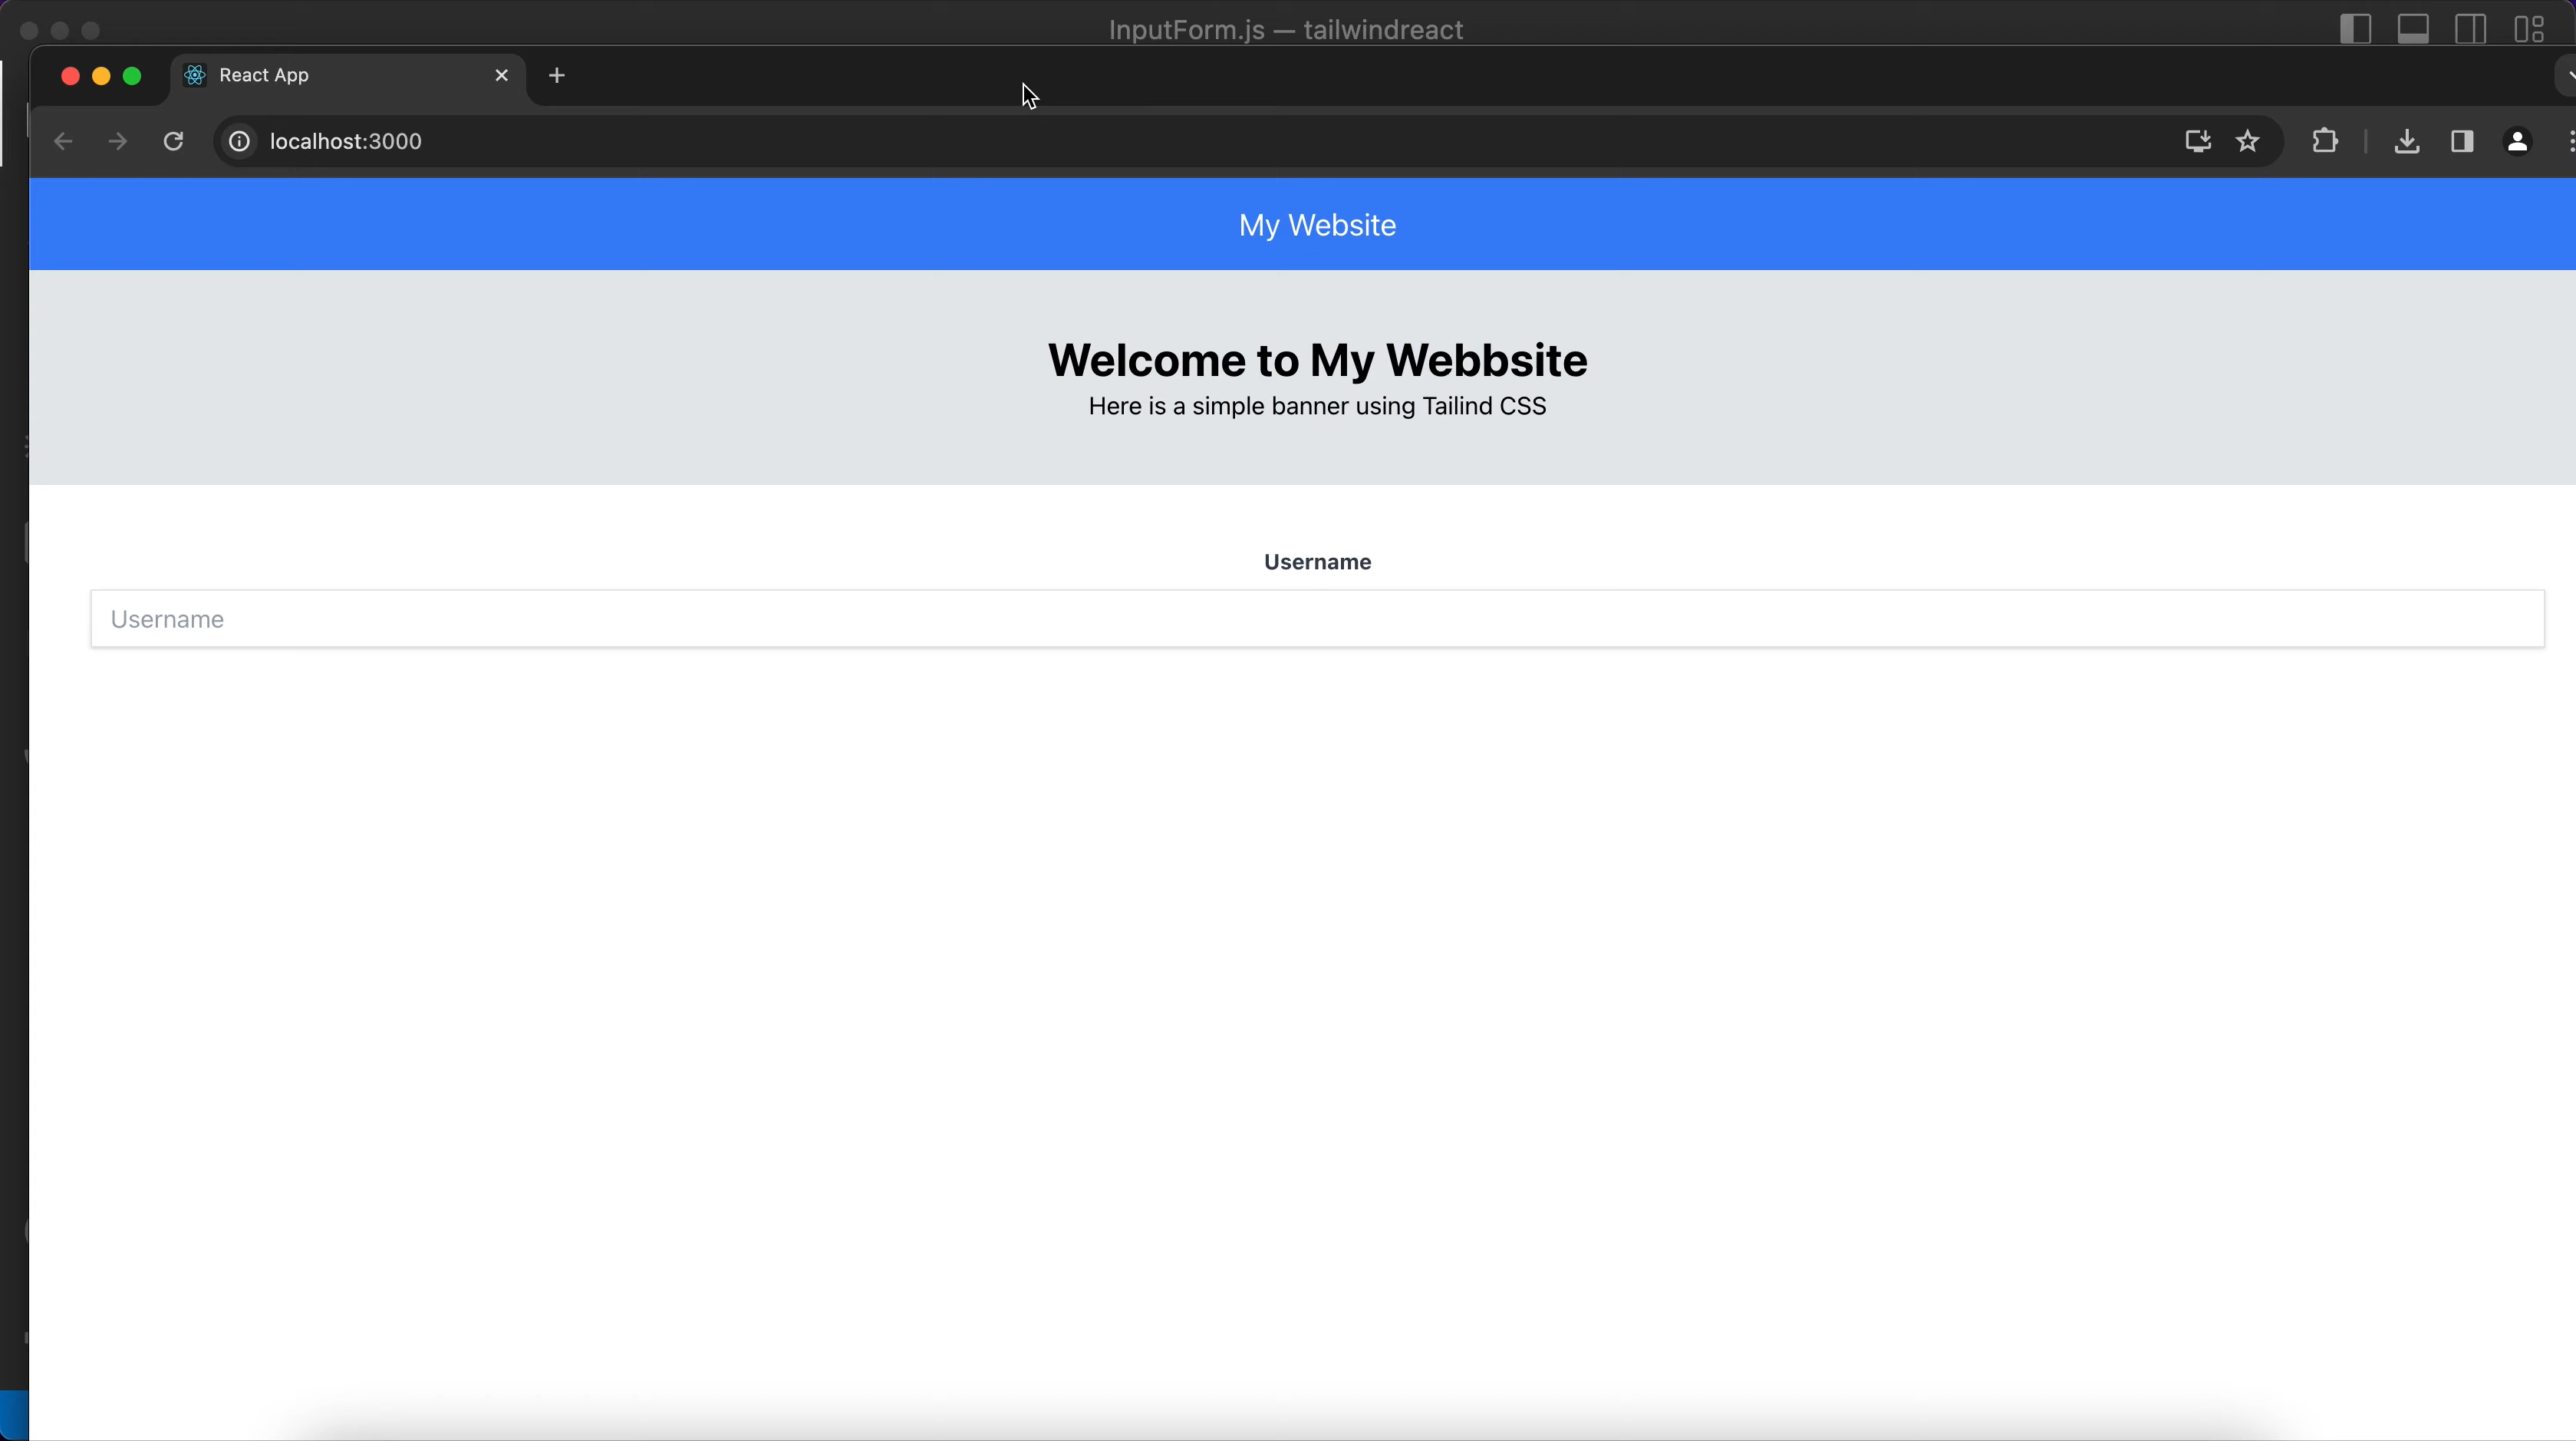 InputForm.js — tailwindreact
React App
localhost:3000
My Website
Welcome to My Webbsite
Here is a simple banner using Tailind CSS
Username
Username